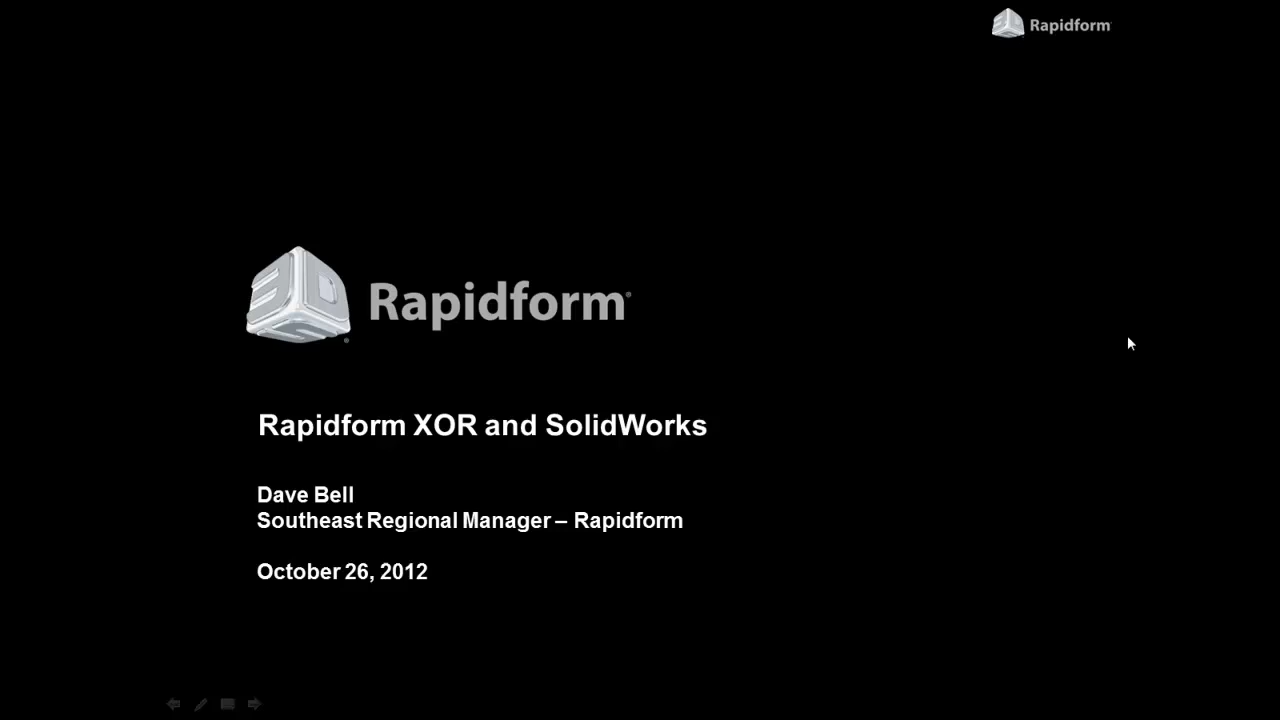 Rapidform
Rapidform
Rapidform XOR and SolidWorks
Dave Bell
Southeast Regional Manager – Rapidform
October 26, 2012